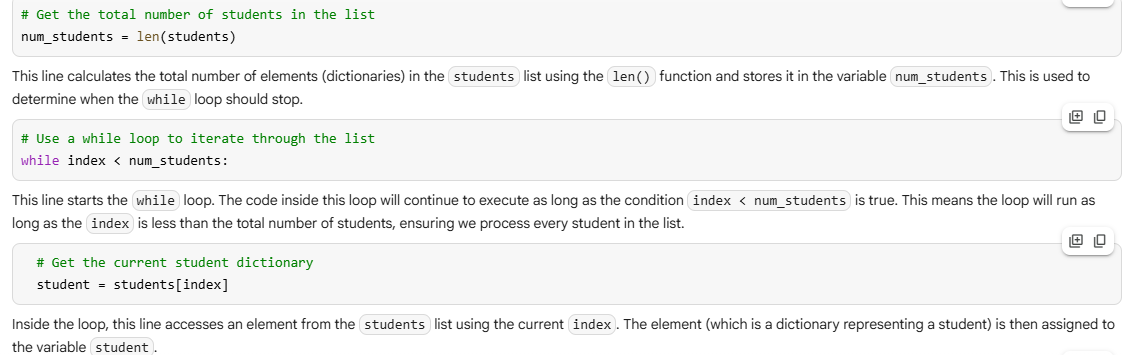 # Get the total number of students in the list
num_students = len(students)
This line calculates the total number of elements (dictionaries) in the students list using the len() function and stores it in the variable num_students. This is used to
determine when the while loop should stop.
# Use a while loop to iterate through the list
while index < num_students:
This line starts the while loop. The code inside this loop will continue to execute as long as the condition index < num_students is true. This means the loop will run as
long as the index is less than the total number of students, ensuring we process every student in the list.
# Get the current student dictionary
student = students[index]
Inside the loop, this line accesses an element from the students list using the current index. The element (which is a dictionary representing a student) is then assigned to
the variable student.